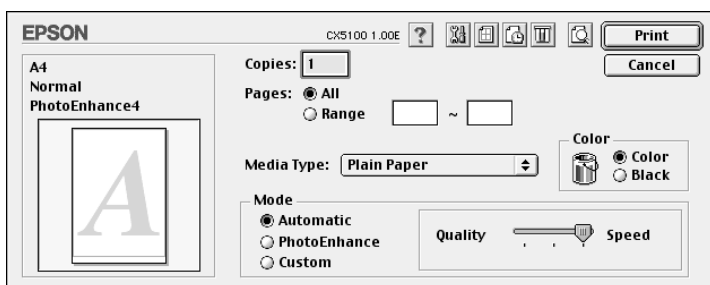 EPSON
CX5100 1.00E
?
Print
Cancel
A4
Normal
PhotoEnhance4
A
Copies: 1
Pages: All
Range ~
Media Type: Plain Paper
Color
Color
Black
Mode
Automatic
PhotoEnhance
Custom
Quality Speed